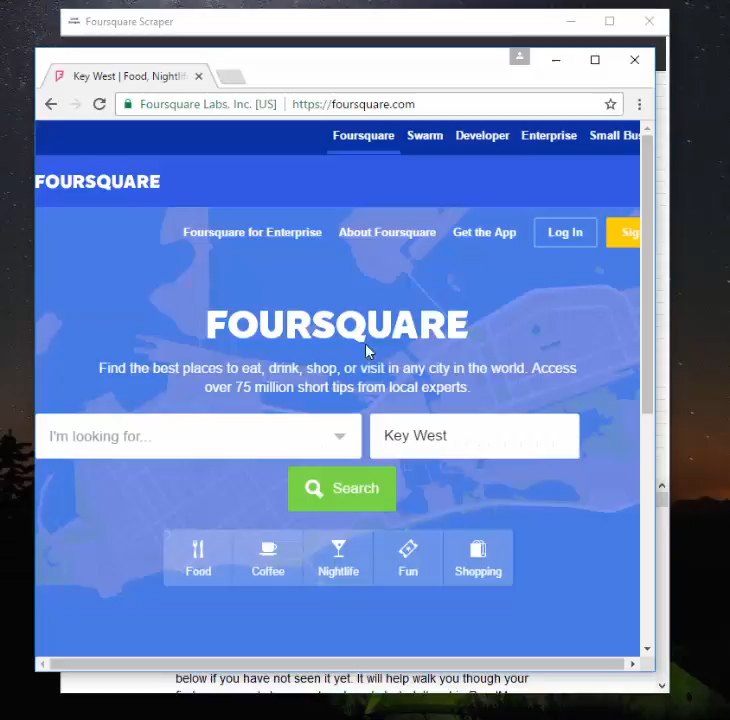 Foursquare Scraper
Key West | Food, Nightlif
Foursquare Labs, Inc. [US] https://foursquare.com
Foursquare Swarm Developer Enterprise Small Bus
FOURSQUARE
Foursquare for Enterprise About Foursquare Get the App Log In Sig
FOURSQUARE
Find the best places to eat, drink, shop, or visit in any city in the world. Access
over 75 million short tips from local experts.
I'm looking for... Key West
Search
Food Coffee Nightlife Fun Shopping
below if you have not seen it yet. It will help walk you though your